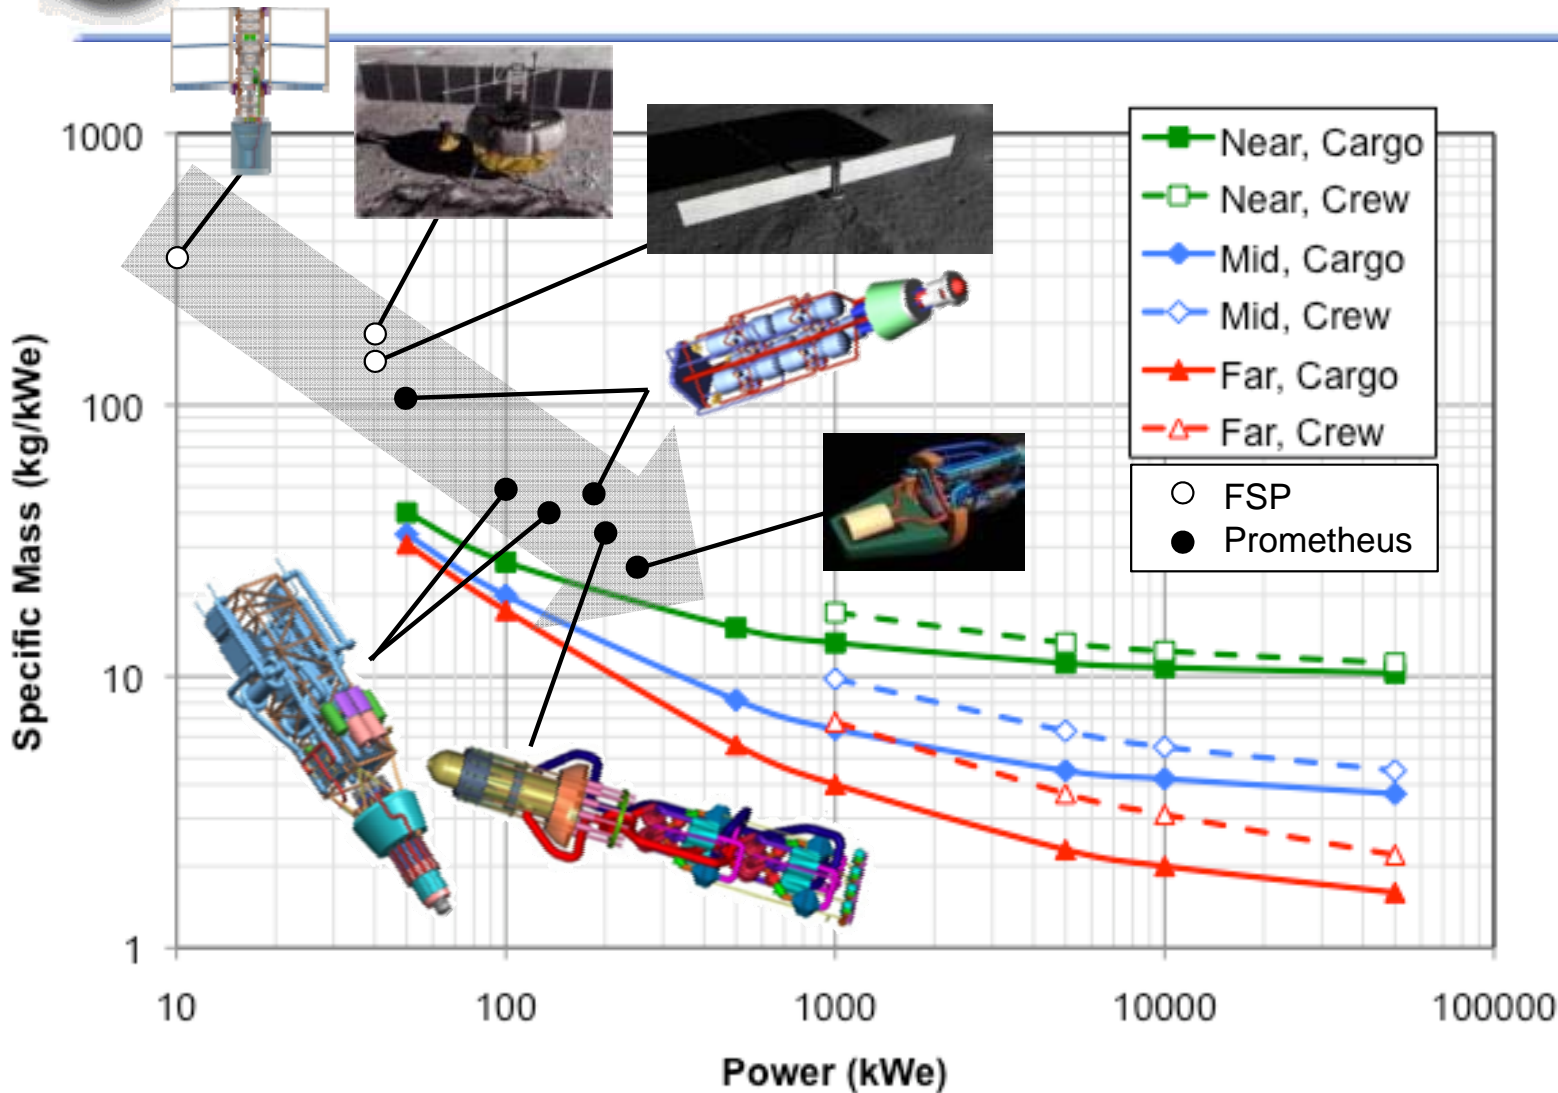 1000
100
10
1
Specific Mass (kg/kWe)
10
100
1000
10000
100000
Power (kWe)
Near, Cargo
Near, Crew
Mid, Cargo
Mid, Crew
Far, Cargo
Far, Crew
FSP
Prometheus